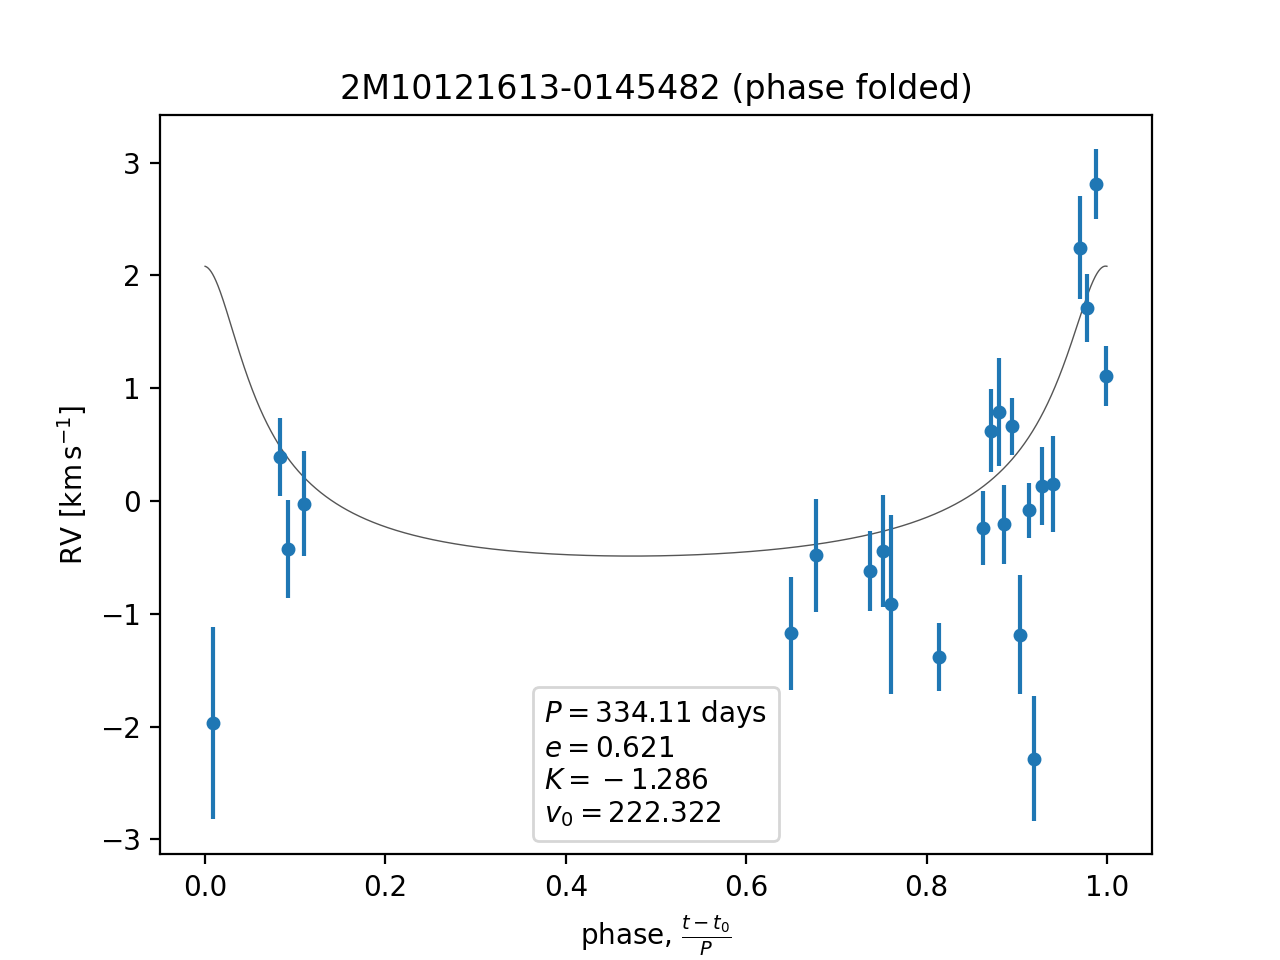 2M10121613-0145482 (phase folded)
RV [km s⁻¹]
3
2
1
0
−1
−2
−3
P = 334.11 days
e = 0.621
K = −1.286
v₀ = 222.322
0.0 0.2 0.4 0.6 0.8 1.0
phase, (t − t₀)/P